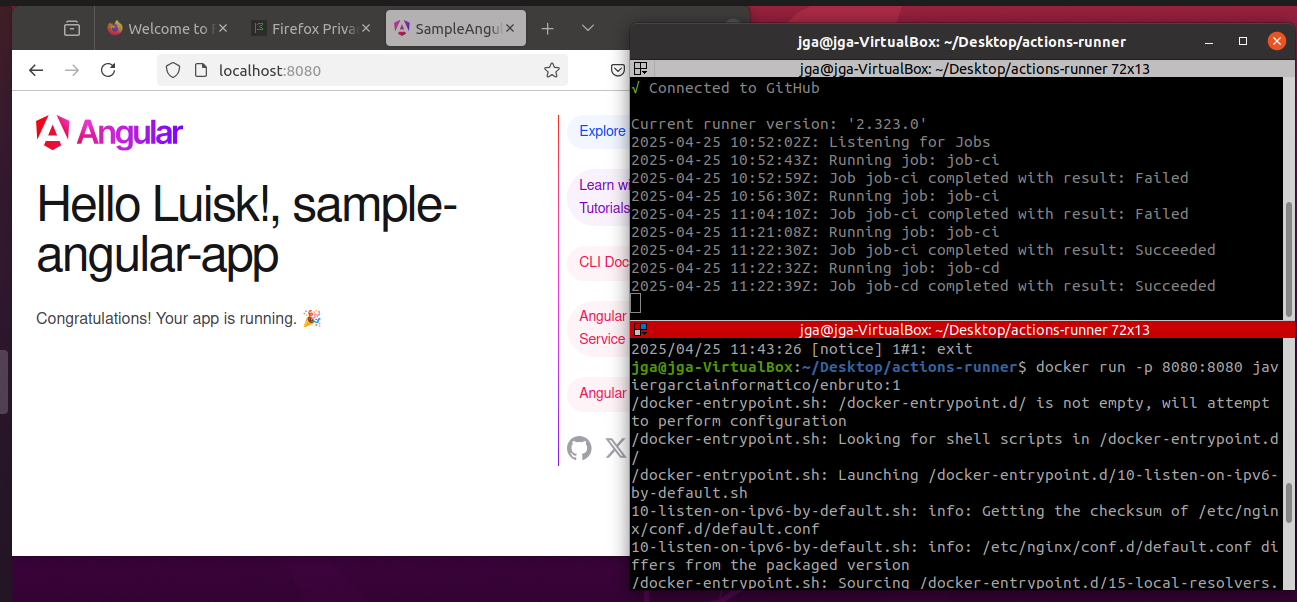 Welcome to
Firefox Priva
SampleAngul
localhost:8080
Angular
Hello Luisk!, sample-
angular-app
Congratulations! Your app is running. 🎉
Explore
Learn wi
Tutorials
CLI Doc
Angular
Service
Angular
jga@jga-VirtualBox: ~/Desktop/actions-runner
jga@jga-VirtualBox: ~/Desktop/actions-runner 72x13
√ Connected to GitHub
Current runner version: '2.323.0'
2025-04-25 10:52:02Z: Listening for Jobs
2025-04-25 10:52:43Z: Running job: job-ci
2025-04-25 10:52:59Z: Job job-ci completed with result: Failed
2025-04-25 10:56:30Z: Running job: job-ci
2025-04-25 11:04:10Z: Job job-ci completed with result: Failed
2025-04-25 11:21:08Z: Running job: job-ci
2025-04-25 11:22:30Z: Job job-ci completed with result: Succeeded
2025-04-25 11:22:32Z: Running job: job-cd
2025-04-25 11:22:39Z: Job job-cd completed with result: Succeeded
jga@jga-VirtualBox: ~/Desktop/actions-runner 72x13
2025/04/25 11:43:26 [notice] 1#1: exit
jga@jga-VirtualBox:~/Desktop/actions-runner$ docker run -p 8080:8080 jav
iergarciainformatico/enbruto:1
/docker-entrypoint.sh: /docker-entrypoint.d/ is not empty, will attempt
to perform configuration
/docker-entrypoint.sh: Looking for shell scripts in /docker-entrypoint.d
/
/docker-entrypoint.sh: Launching /docker-entrypoint.d/10-listen-on-ipv6-
by-default.sh
10-listen-on-ipv6-by-default.sh: info: Getting the checksum of /etc/ngin
x/conf.d/default.conf
10-listen-on-ipv6-by-default.sh: info: /etc/nginx/conf.d/default.conf di
ffers from the packaged version
/docker-entrypoint.sh: Sourcing /docker-entrypoint.d/15-local-resolvers.